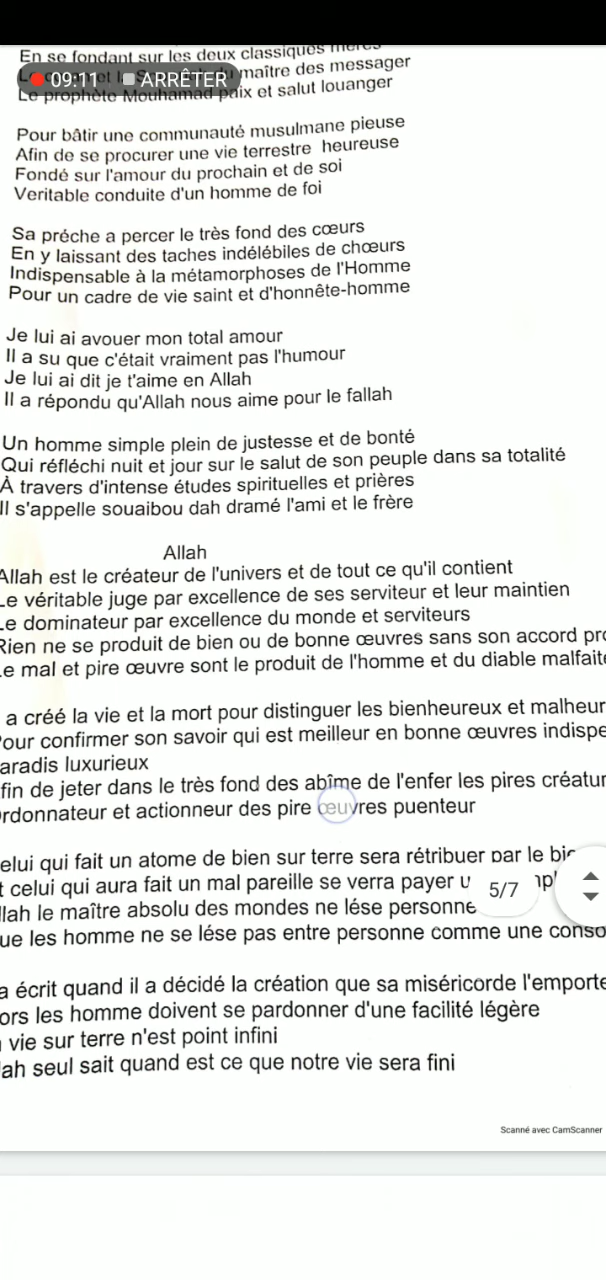 En se fondant sur les deux classiques mères
09:11 ARRÊTER
maître des messager
Le prophète Mouhamad paix et salut louanger
Pour bâtir une communauté musulmane pieuse
Afin de se procurer une vie terrestre heureuse
Fondé sur l'amour du prochain et de soi
Veritable conduite d'un homme de foi
Sa préche a percer le très fond des cœurs
En y laissant des taches indélébiles de chœurs
Indispensable à la métamorphoses de l'Homme
Pour un cadre de vie saint et d'honnête-homme
Je lui ai avouer mon total amour
Il a su que c'était vraiment pas l'humour
Je lui ai dit je t'aime en Allah
Il a répondu qu'Allah nous aime pour le fallah
Un homme simple plein de justesse et de bonté
Qui réfléchi nuit et jour sur le salut de son peuple dans sa totalité
À travers d'intense études spirituelles et prières
Il s'appelle souaibou dah dramé l'ami et le frère
Allah
Allah est le créateur de l'univers et de tout ce qu'il contient
Le véritable juge par excellence de ses serviteur et leur maintien
Le dominateur par excellence du monde et serviteurs
Rien ne se produit de bien ou de bonne œuvres sans son accord pro
Le mal et pire œuvre sont le produit de l'homme et du diable malfaite
a créé la vie et la mort pour distinguer les bienheureux et malheur
Pour confirmer son savoir qui est meilleur en bonne œuvres indispe
aradis luxurieux
fin de jeter dans le très fond des abîme de l'enfer les pires créatur
rdonnateur et actionneur des pire œuvres puenteur
elui qui fait un atome de bien sur terre sera rétribuer par le bie
t celui qui aura fait un mal pareille se verra payer
5/7
llah le maître absolu des mondes ne lése personne
ue les homme ne se lése pas entre personne comme une conso
a écrit quand il a décidé la création que sa miséricorde l'emporte
ors les homme doivent se pardonner d'une facilité légère
vie sur terre n'est point infini
ah seul sait quand est ce que notre vie sera fini
Scanné avec CamScanner